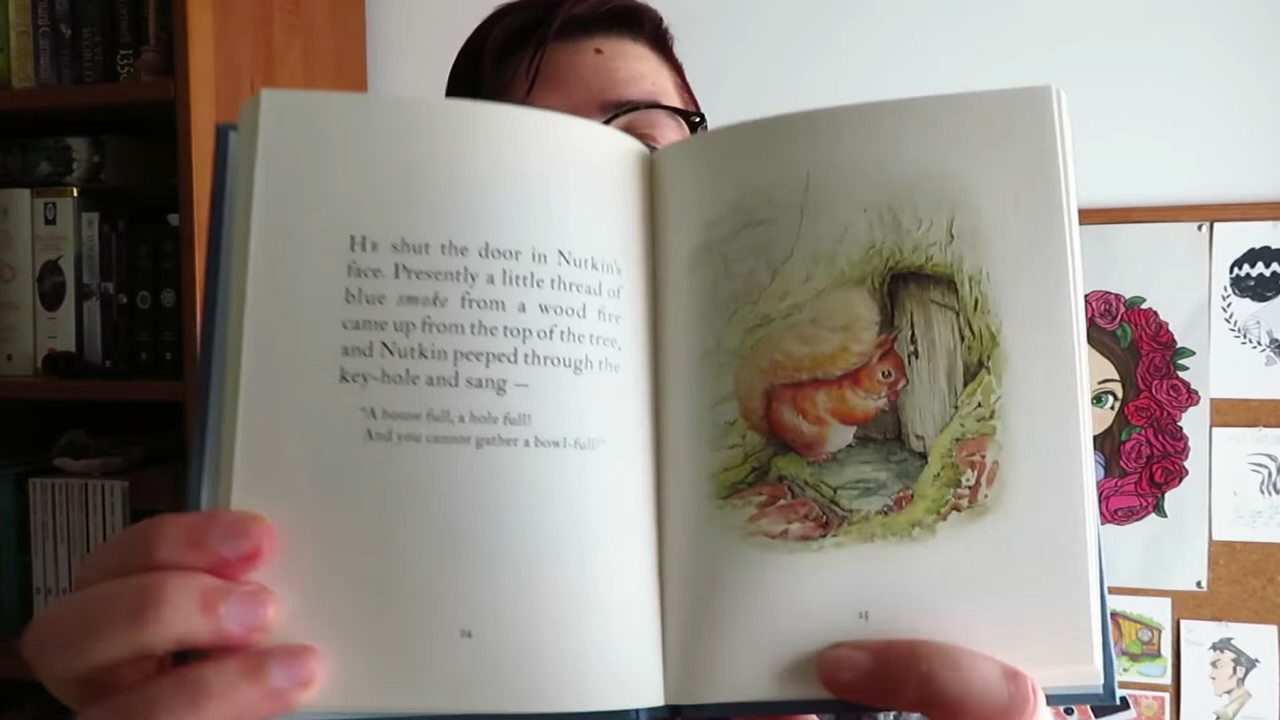 He shut the door in Nutkin's
face. Presently a little thread of
blue smoke from a wood fire
came up from the top of the tree,
and Nutkin peeped through the
key-hole and sang —
"A house full, a hole full!
And you cannot gather a bowl-full!"
24
25